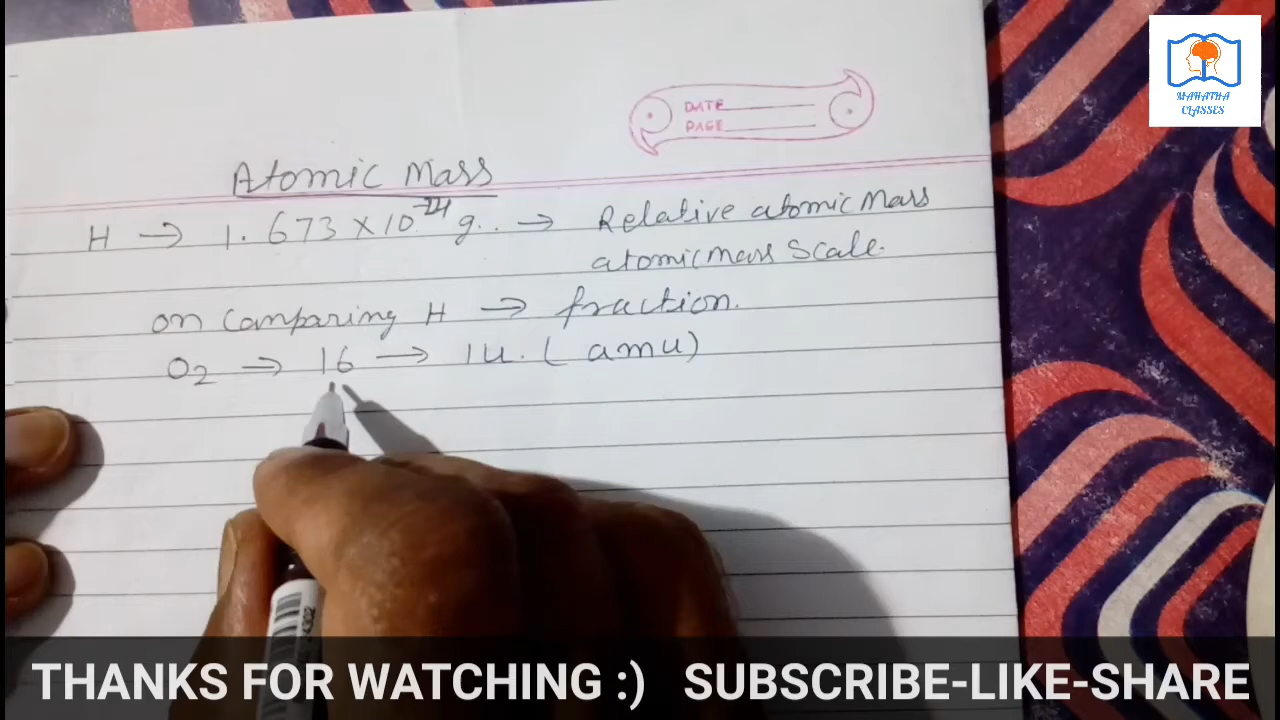 MAHATHA
CLASSES
DATE
PAGE
Atomic Mass
H → 1.673 × 10⁻²⁴ g. → Relative atomic Mass
atomic Mass Scale.
on Comparing H → fraction.
O₂ → 16 → 1u. ( amu)
THANKS FOR WATCHING :) SUBSCRIBE-LIKE-SHARE